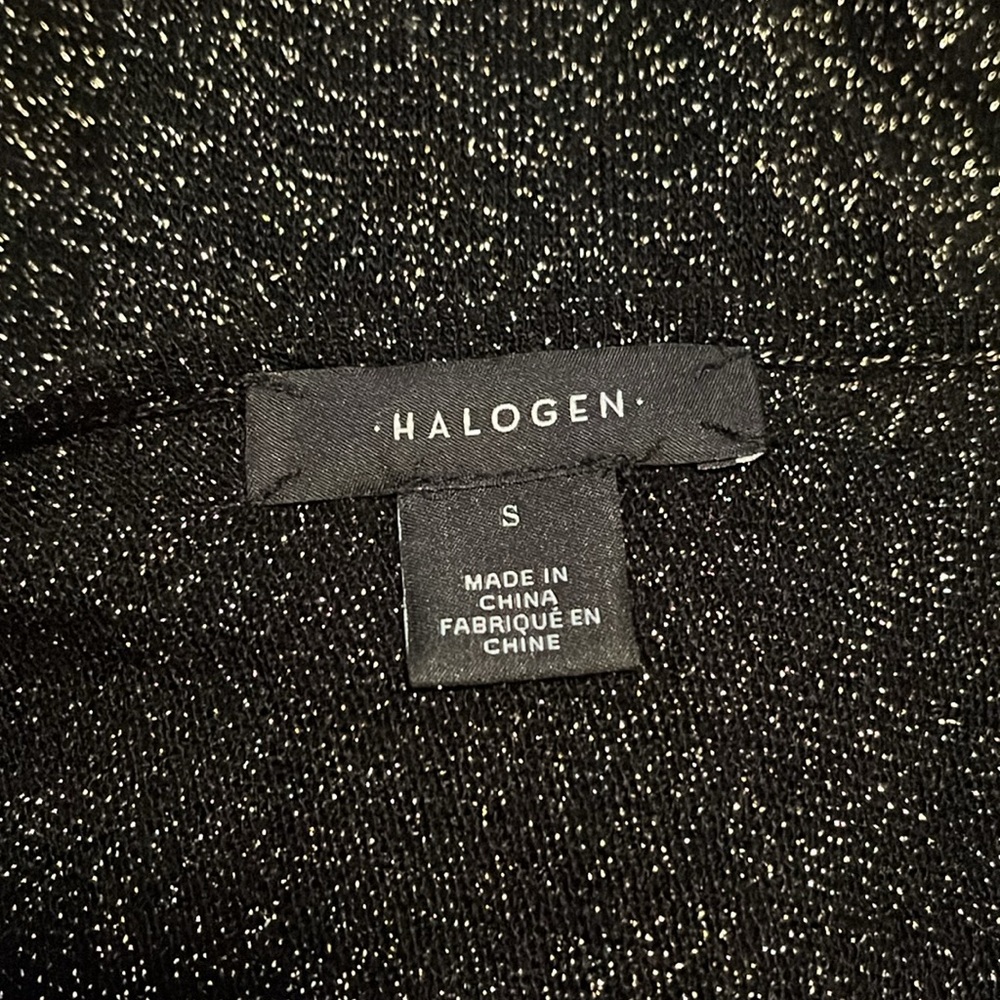 ·HALOGEN·
S
MADE IN
CHINA
FABRIQUÉ EN
CHINE